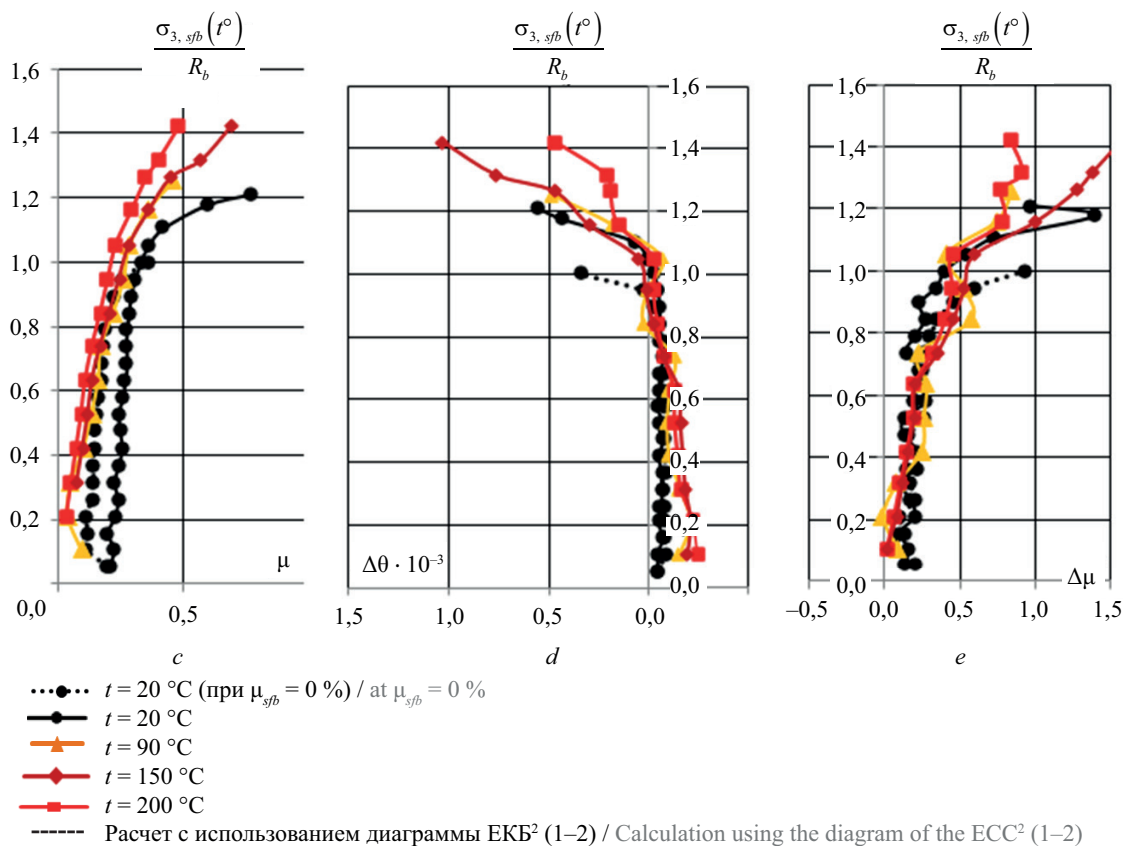 σ3, sfb(t°)
Rb
1,6
1,4
1,2
1,0
0,8
0,6
0,4
0,2
μ
0,0
0,5
c
σ3, sfb(t°)
Rb
1,6
1,4
1,2
1,0
0,8
0,6
0,4
0,2
0,0
Δθ · 10⁻³
1,5
1,0
0,5
0,0
d
σ3, sfb(t°)
Rb
1,6
1,4
1,2
1,0
0,8
0,6
0,4
0,2
0,0
Δμ
–0,5
0,0
0,5
1,0
1,5
e
t = 20 °C (при μsfb = 0 %) / at μsfb = 0 %
t = 20 °C
t = 90 °C
t = 150 °C
t = 200 °C
Расчет с использованием диаграммы ЕКБ² (1–2) / Calculation using the diagram of the ECC² (1–2)